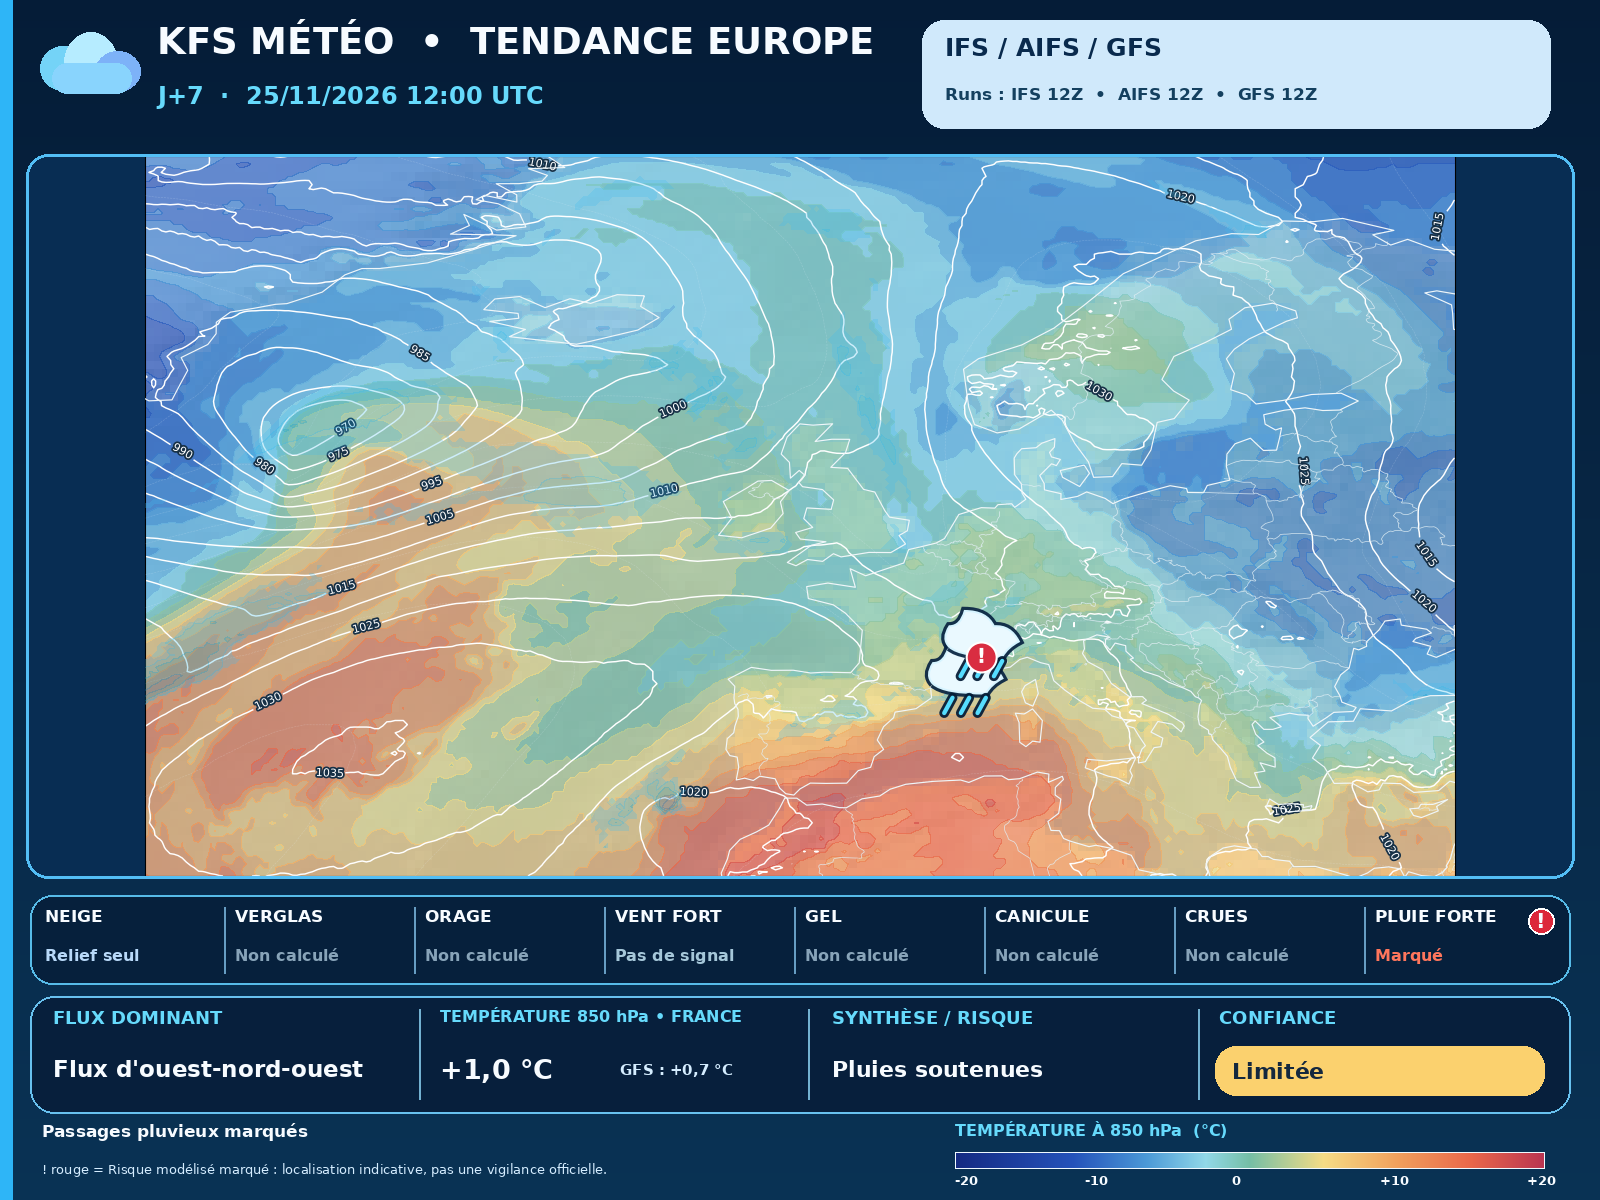 KFS MÉTÉO • TENDANCE EUROPE
J+7 · 25/11/2026 12:00 UTC
IFS / AIFS / GFS
Runs : IFS 12Z • AIFS 12Z • GFS 12Z
1010
1020
1015
985
1030
1000
970
975
990
980
995
1010
1005
1025
1015
1015
1020
1025
!
1030
1035
1020
1025
1020
NEIGE
Relief seul
VERGLAS
Non calculé
ORAGE
Non calculé
VENT FORT
Pas de signal
GEL
Non calculé
CANICULE
Non calculé
CRUES
Non calculé
PLUIE FORTE
!
Marqué
FLUX DOMINANT
Flux d'ouest-nord-ouest
TEMPÉRATURE 850 hPa • FRANCE
+1,0 °C
GFS : +0,7 °C
SYNTHÈSE / RISQUE
Pluies soutenues
CONFIANCE
Limitée
Passages pluvieux marqués
! rouge = Risque modélisé marqué : localisation indicative, pas une vigilance officielle.
TEMPÉRATURE À 850 hPa (°C)
-20 -10 0 +10 +20